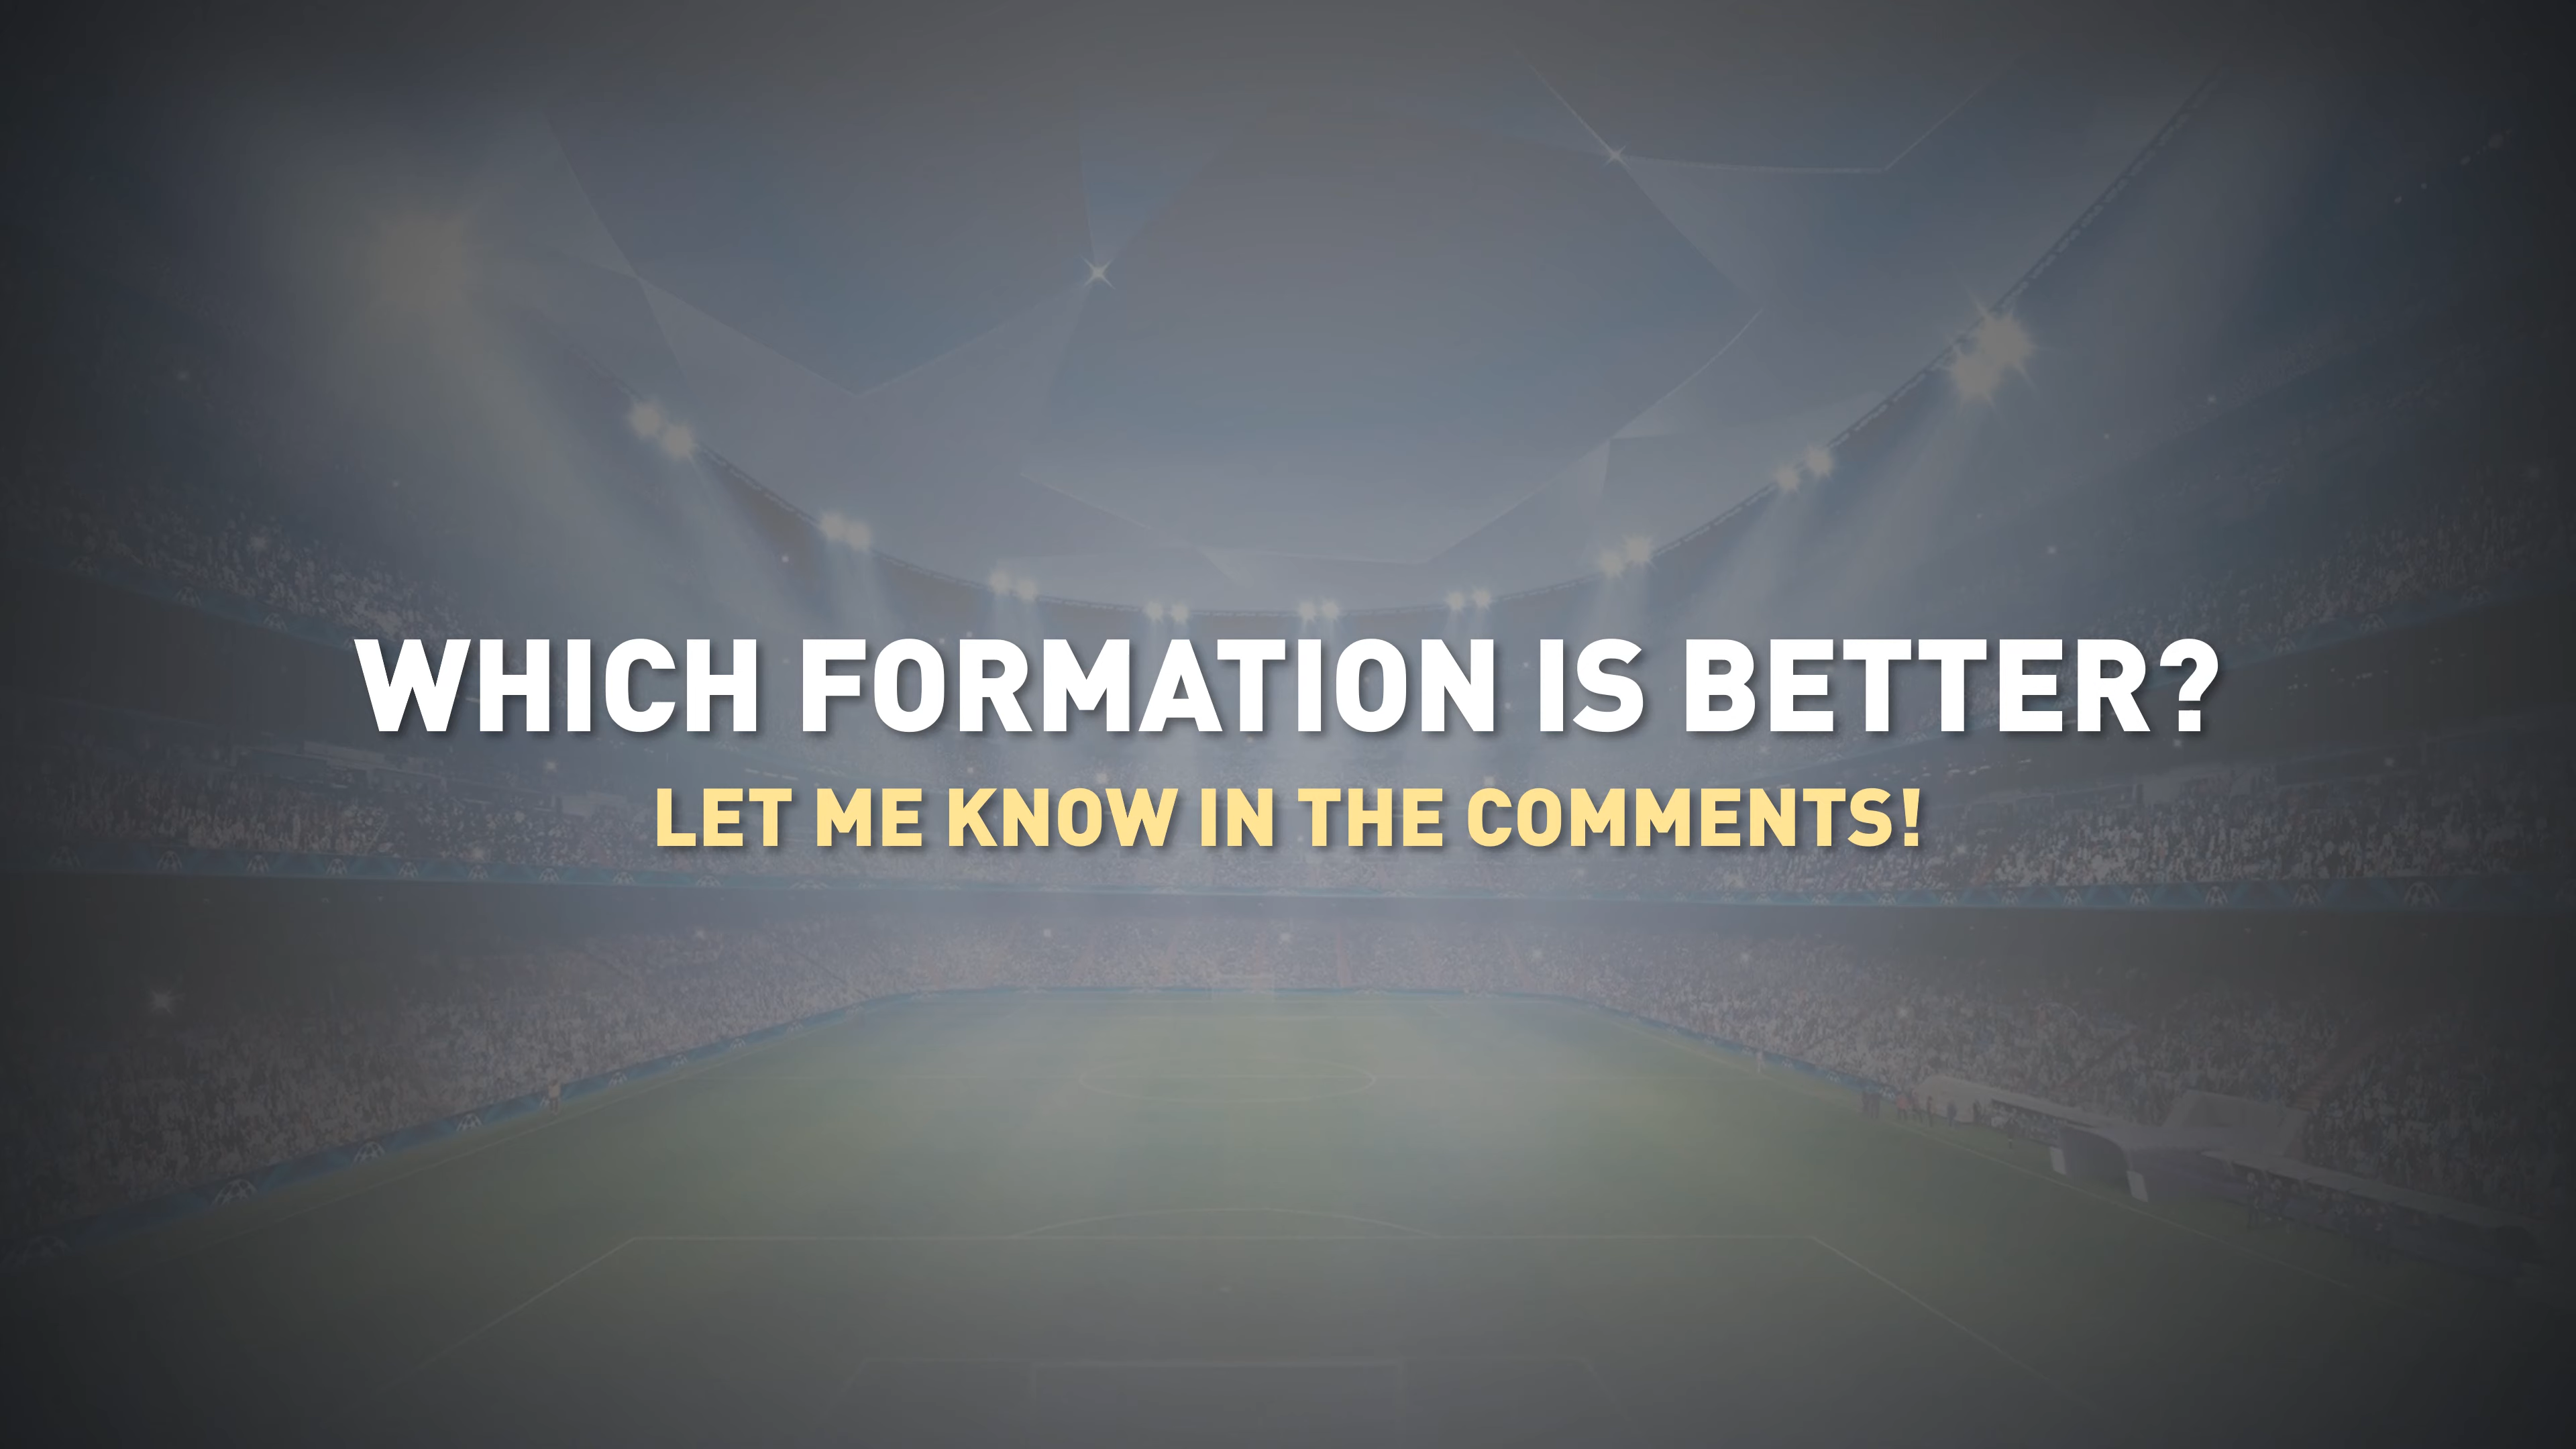 WHICH FORMATION IS BETTER?
LET ME KNOW IN THE COMMENTS!